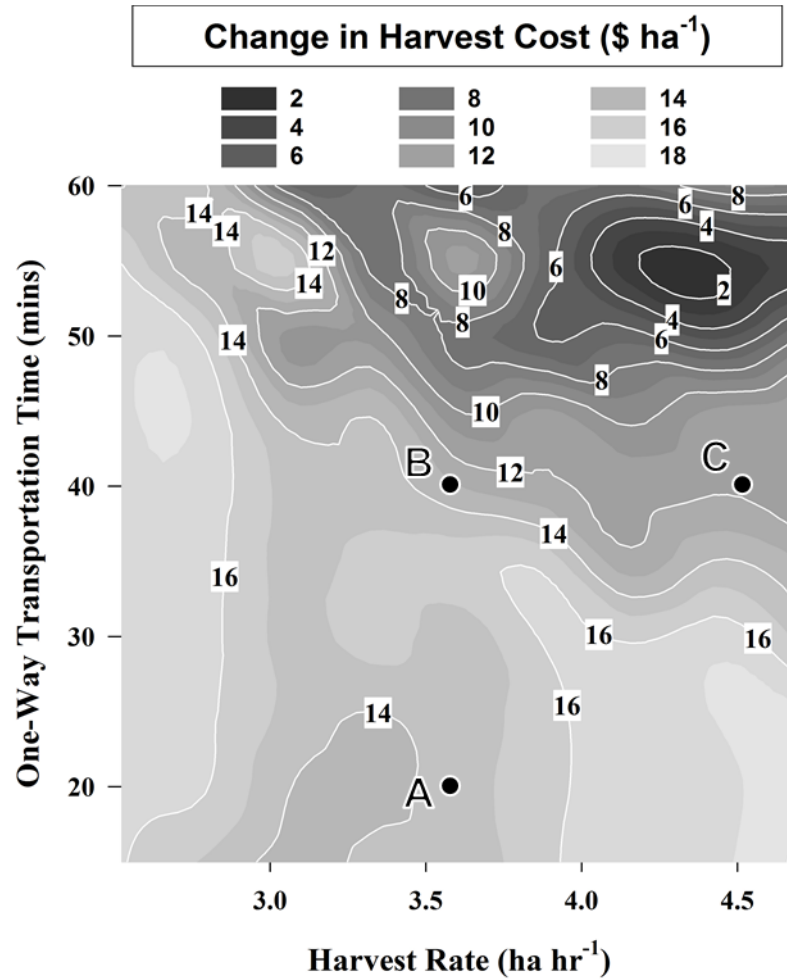 Change in Harvest Cost ($ ha⁻¹)
2 8 14
4 10 16
6 12 18
60
6 6 8
14
14 8 4
12
6
14 10 2
8
8 4
14 6
50
8
10
B C
12
40
14
16
30
16 16
16
14
20
A
3.0 3.5 4.0 4.5
One-Way Transportation Time (mins)
Harvest Rate (ha hr⁻¹)